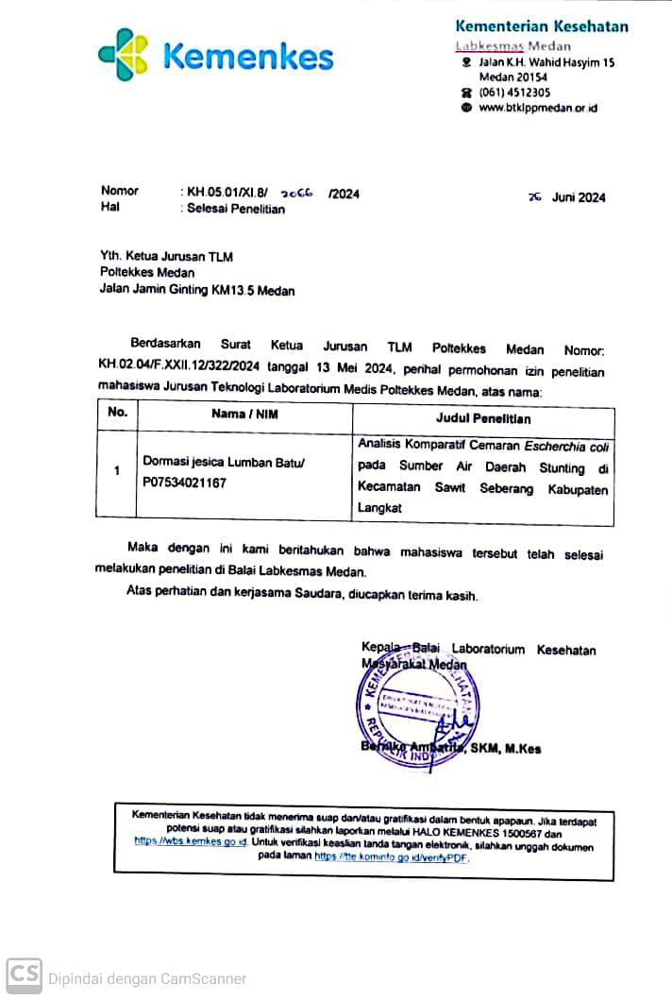 Kemenkes
Kementerian Kesehatan
Labkesmas Medan
Jalan K.H. Wahid Hasyim 15
Medan 20154
(061) 4512305
www.btklppmedan.or.id
Nomor : KH.05.01/XI.8/ 2066 /2024
26 Juni 2024
Hal : Selesai Penelitian
Yth. Ketua Jurusan TLM
Poltekkes Medan
Jalan Jamin Ginting KM13.5 Medan
Berdasarkan Surat Ketua Jurusan TLM Poltekkes Medan Nomor:
KH.02.04/F.XXII.12/322/2024 tanggal 13 Mei 2024, perihal permohonan izin penelitian
mahasiswa Jurusan Teknologi Laboratorium Medis Poltekkes Medan, atas nama:
No. Nama / NIM Judul Penelitian
1
Dormasi jesica Lumban Batu/
P07534021167
Analisis Komparatif Cemaran Escherchia coli
pada Sumber Air Daerah Stunting di
Kecamatan Sawit Seberang Kabupaten
Langkat
Maka dengan ini kami beritahukan bahwa mahasiswa tersebut telah selesai
melakukan penelitian di Balai Labkesmas Medan.
Atas perhatian dan kerjasama Saudara, diucapkan terima kasih.
Kepala Balai Laboratorium Kesehatan
Masyarakat Medan
KEMENTERIAN KESEHATAN
REPUBLIK INDONESIA
SKM, M.Kes
Kementerian Kesehatan tidak menerima suap dan/atau gratifikasi dalam bentuk apapaun. Jika terdapat
potensi suap atau gratifikasi silahkan laporkan melalui HALO KEMENKES 1500567 dan
https://wbs.kemkes.go.id. Untuk verifikasi keaslian tanda tangan elektronik, silahkan unggah dokumen
pada laman https://tte.kominfo.go.id/verifyPDF.
CS Dipindai dengan CamScanner